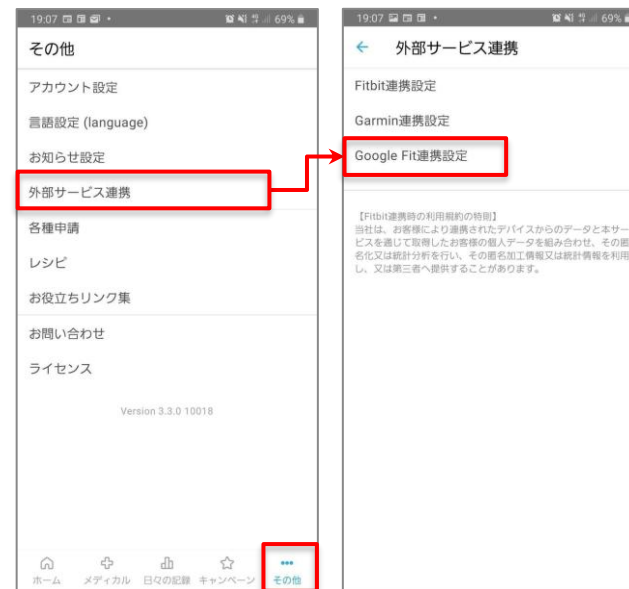 19:07
69%
その他
アカウント設定
言語設定 (language)
お知らせ設定
外部サービス連携
各種申請
レシピ
お役立ちリンク集
お問い合わせ
ライセンス
Version 3.3.0 10018
ホーム
メディカル
日々の記録
キャンペーン
その他
19:07
69%
外部サービス連携
Fitbit連携設定
Garmin連携設定
Google Fit連携設定
【Fitbit連携時の利用規約の特則】
当社は、お客様により連携されたデバイスからのデータと本サー
ビスを通じて取得したお客様の個人データを組み合わせ、その匿
名化又は統計分析を行い、その匿名加工情報又は統計情報を利用
し、又は第三者へ提供することがあります。